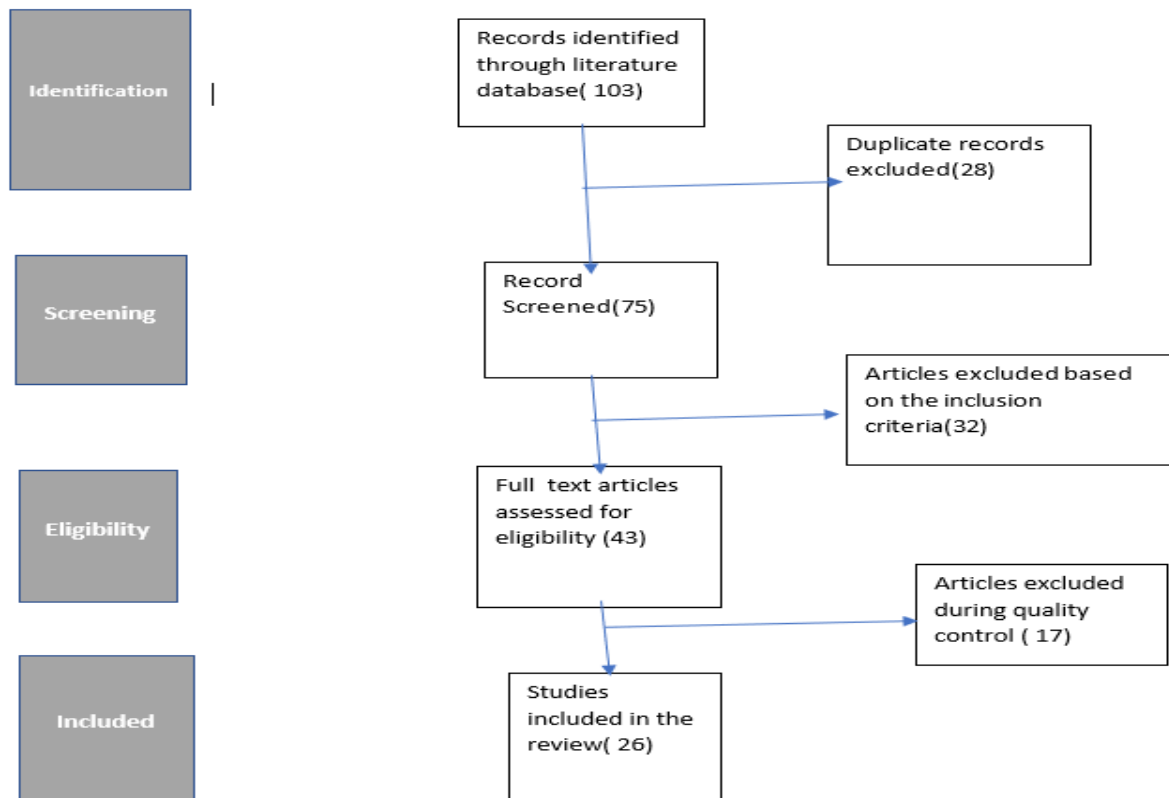 Identification
Records identified
through literature
database( 103)
Duplicate records
excluded(28)
Screening
Record
Screened(75)
Articles excluded based
on the inclusion
criteria(32)
Eligibility
Full  text articles
assessed for
eligibility (43)
Articles excluded
during quality
control ( 17)
Included
Studies
included in the
review( 26)